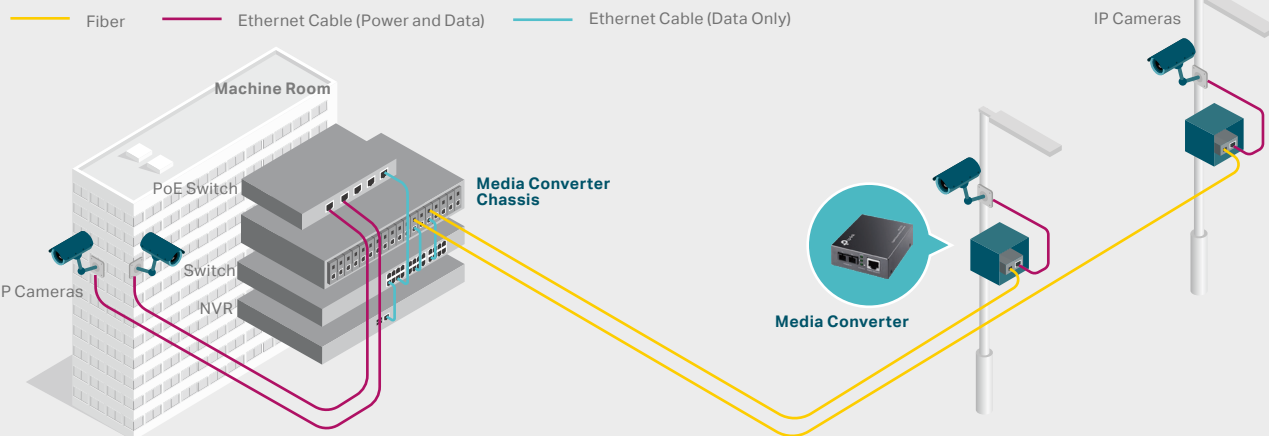 Fiber
Ethernet Cable (Power and Data)
Ethernet Cable (Data Only)
IP Cameras
Machine Room
PoE Switch
Media Converter
Chassis
Switch
P Cameras
NVR
Media Converter